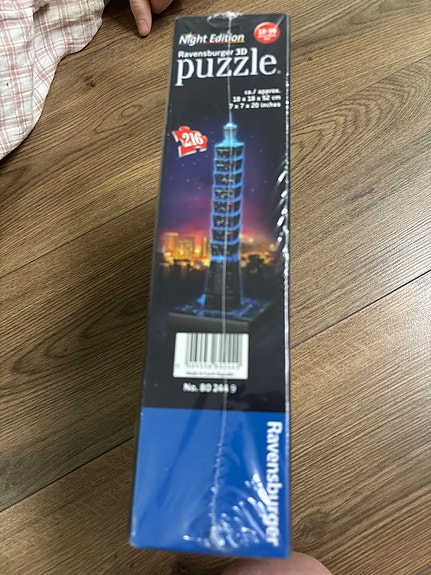 Night Edition
Ravensburger 3D
puzzle
ca./ approx.
18 x 18 x 52 cm
7 x 7 x 20 inches
216
No. 80 244 9
Ravensburger